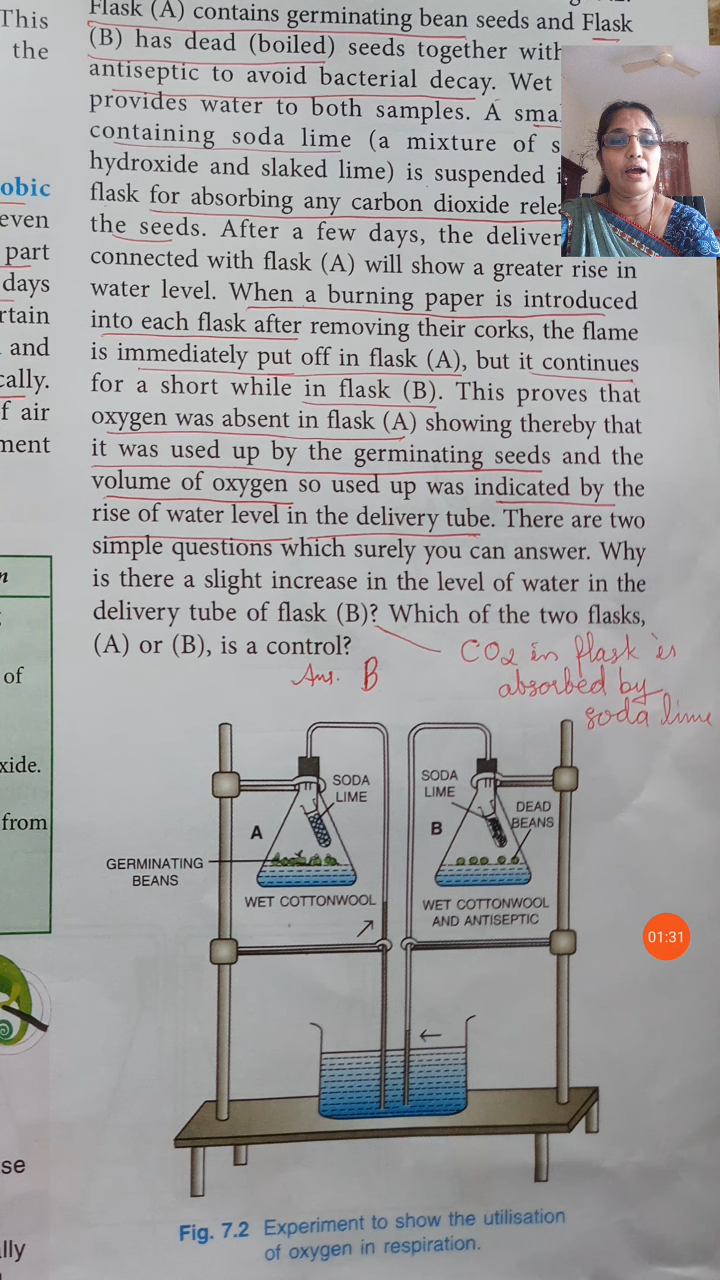 This
the
obic
even
part
days
rtain
and
cally.
f air
ment
n
of
xide.
from
se
lly
Flask (A) contains germinating bean seeds and Flask
(B) has dead (boiled) seeds together with
antiseptic to avoid bacterial decay. Wet
provides water to both samples. A sma
containing soda lime (a mixture of s
hydroxide and slaked lime) is suspended i
flask for absorbing any carbon dioxide relea
the seeds. After a few days, the deliver
connected with flask (A) will show a greater rise in
water level. When a burning paper is introduced
into each flask after removing their corks, the flame
is immediately put off in flask (A), but it continues
for a short while in flask (B). This proves that
oxygen was absent in flask (A) showing thereby that
it was used up by the germinating seeds and the
volume of oxygen so used up was indicated by the
rise of water level in the delivery tube. There are two
simple questions which surely you can answer. Why
is there a slight increase in the level of water in the
delivery tube of flask (B)? Which of the two flasks,
(A) or (B), is a control?
CO2 in flask is
absorbed by
soda lime
Ans. B
SODA
LIME
A
GERMINATING
BEANS
WET COTTONWOOL
SODA
LIME
DEAD
BEANS
B
WET COTTONWOOL
AND ANTISEPTIC
01:31
Fig. 7.2 Experiment to show the utilisation
of oxygen in respiration.